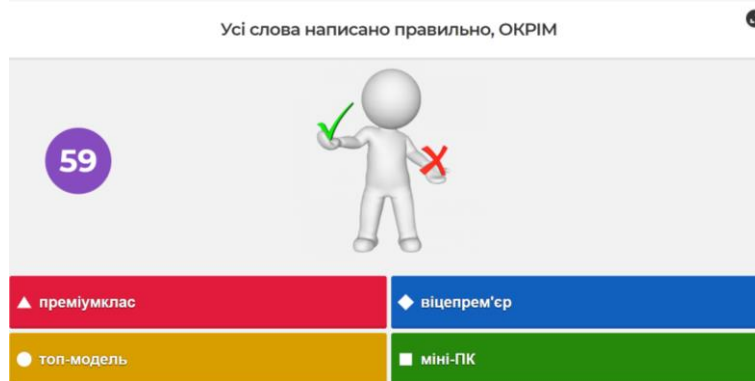 Усі слова написано правильно, ОКРІМ
59
преміумклас
віцепрем'єр
топ-модель
міні-ПК